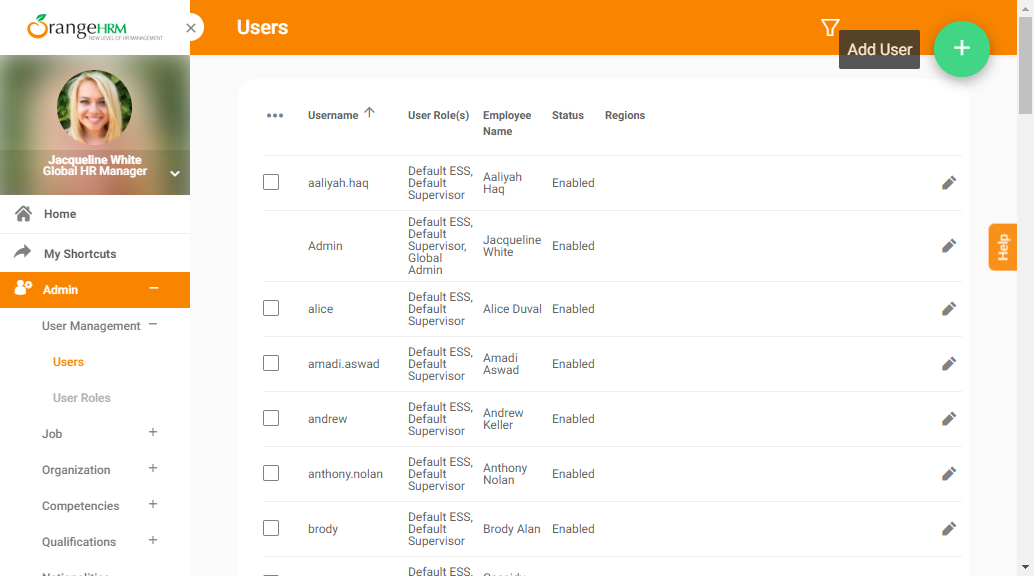 OrangeHRM
NEW LEVEL OF HR MANAGEMENT
Users
Add User
Jacqueline White
Global HR Manager
Home
My Shortcuts
Admin
User Management
Users
User Roles
Job
Organization
Competencies
Qualifications
Username
User Role(s)
Employee
Name
Status
Regions
aaliyah.haq
Default ESS,
Default
Supervisor
Aaliyah
Haq
Enabled
Admin
Default ESS,
Default
Supervisor,
Global
Admin
Jacqueline
White
Enabled
alice
Default ESS,
Default
Supervisor
Alice Duval
Enabled
amadi.aswad
Default ESS,
Default
Supervisor
Amadi
Aswad
Enabled
andrew
Default ESS,
Default
Supervisor
Andrew
Keller
Enabled
anthony.nolan
Default ESS,
Default
Supervisor
Anthony
Nolan
Enabled
brody
Default ESS,
Default
Supervisor
Brody Alan
Enabled
Default ESS,
Help